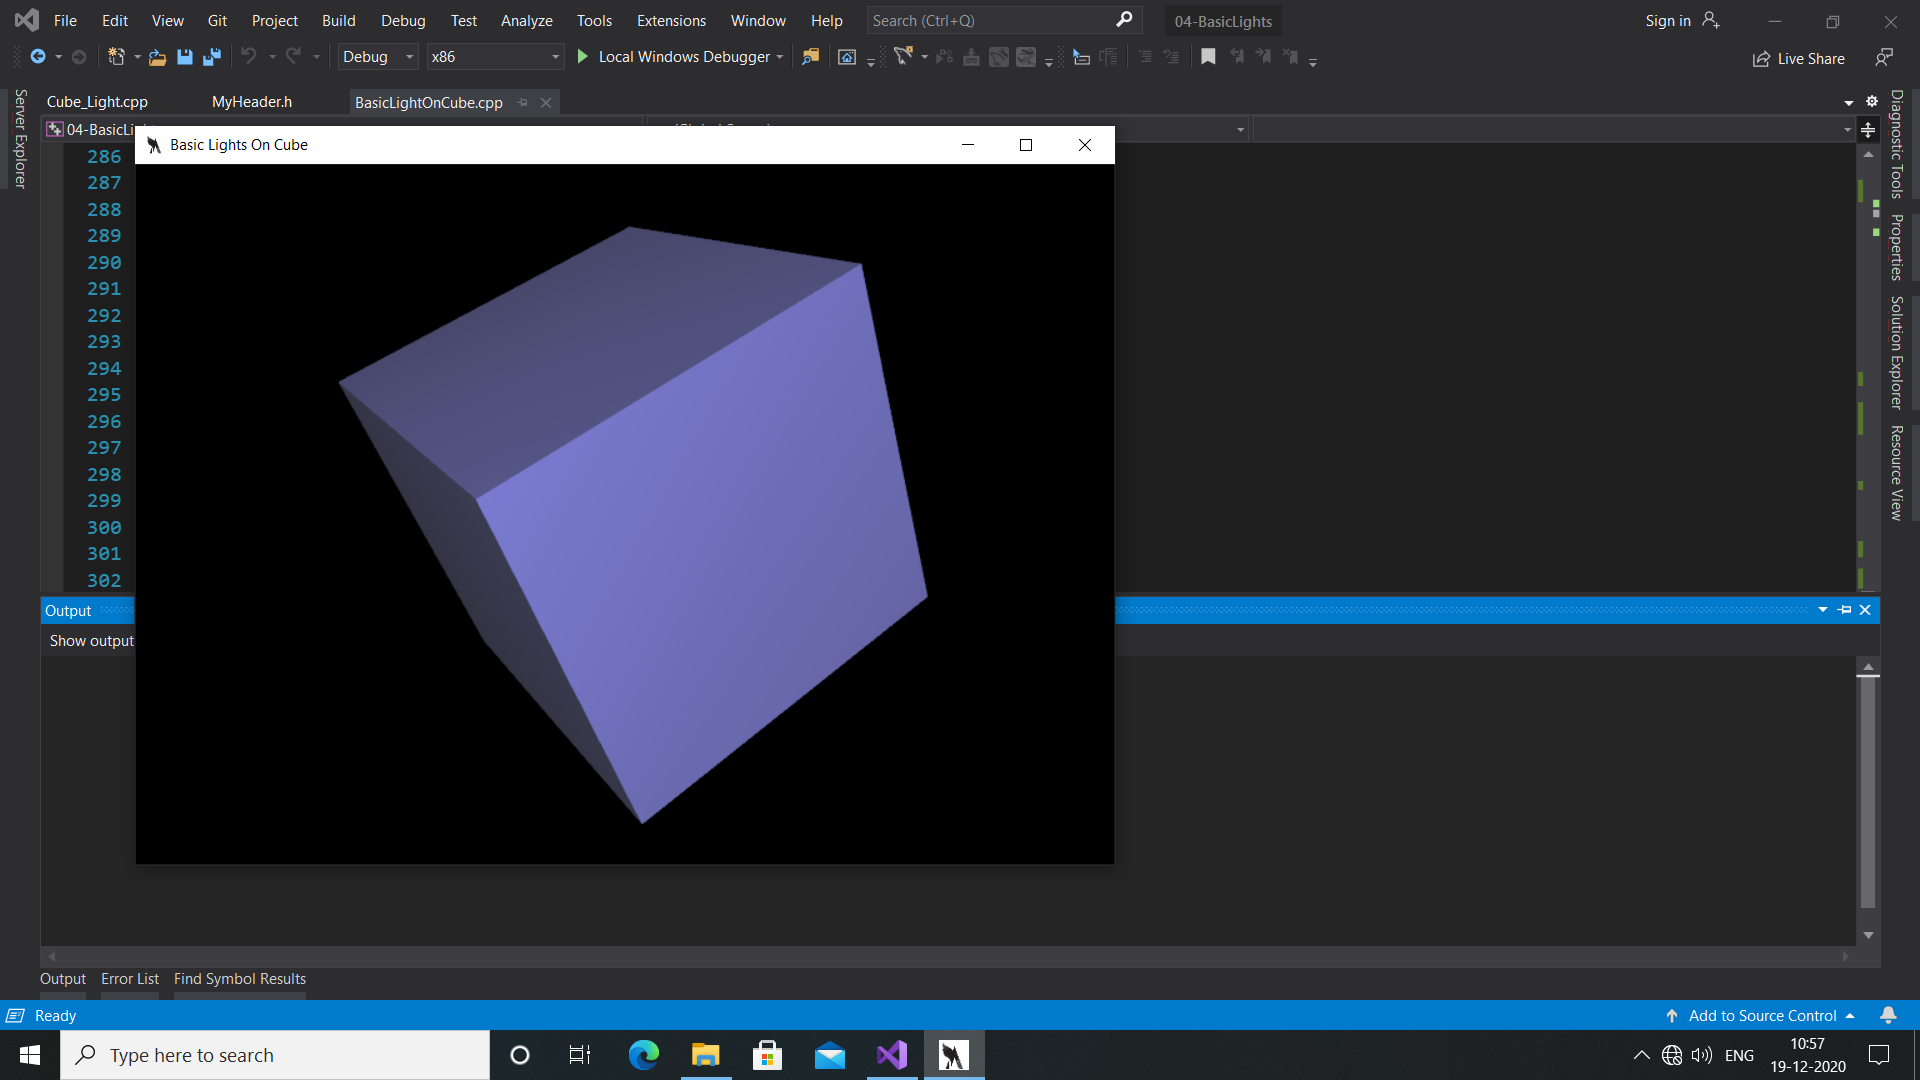 File Edit View Git Project Build Debug Test Analyze Tools Extensions Window Help Search (Ctrl+Q) 04-BasicLights Sign in
Debug x86 Local Windows Debugger Live Share
Cube_Light.cpp MyHeader.h BasicLightOnCube.cpp
04-BasicLi
Basic Lights On Cube
Server Explorer
286
287
288
289
290
291
292
293
294
295
296
297
298
299
300
301
302
Diagnostic Tools
Properties
Solution Explorer
Resource View
Output
Show output
Output Error List Find Symbol Results
Ready Add to Source Control
Type here to search ENG 10:57
19-12-2020